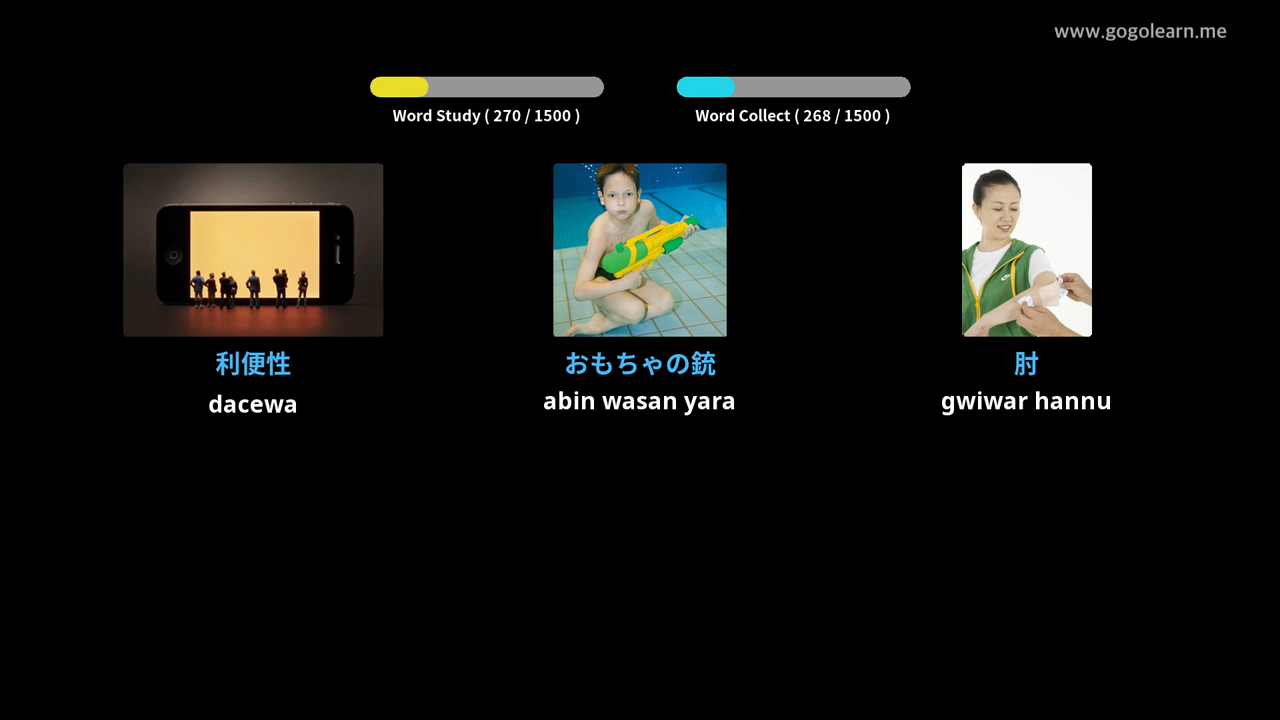 www.gogolearn.me
Word Study ( 270 / 1500 )
Word Collect ( 268 / 1500 )
利便性
おもちゃの銃
肘
dacewa
abin wasan yara
gwiwar hannu